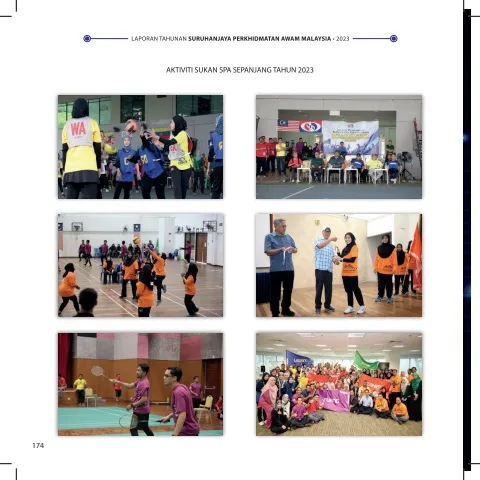 LAPORAN TAHUNAN SURUHANJAYA PERKHIDMATAN AWAM MALAYSIA • 2023
AKTIVITI SUKAN SPA SEPANJANG TAHUN 2023
WA
174